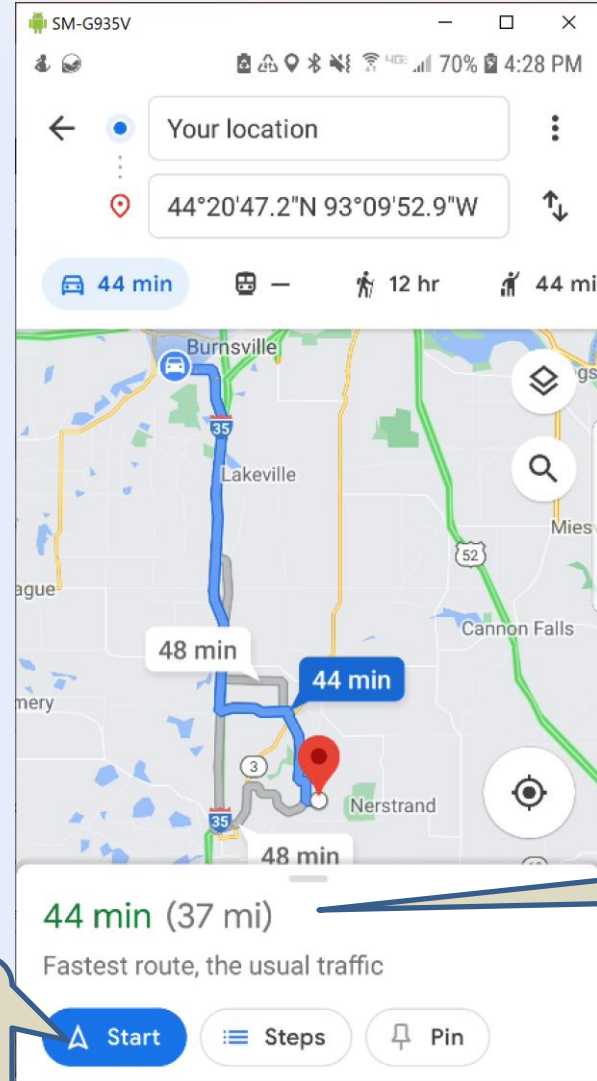 SM-G935V
4GE 70% 4:28 PM
Your location
44°20'47.2"N 93°09'52.9"W
44 min — 12 hr 44 mi
Burnsville
gs
35
Lakeville
Mies
52
ague
Cannon Falls
48 min
44 min
mery
3
Nerstrand
35
48 min
44 min (37 mi)
Fastest route, the usual traffic
Start Steps Pin